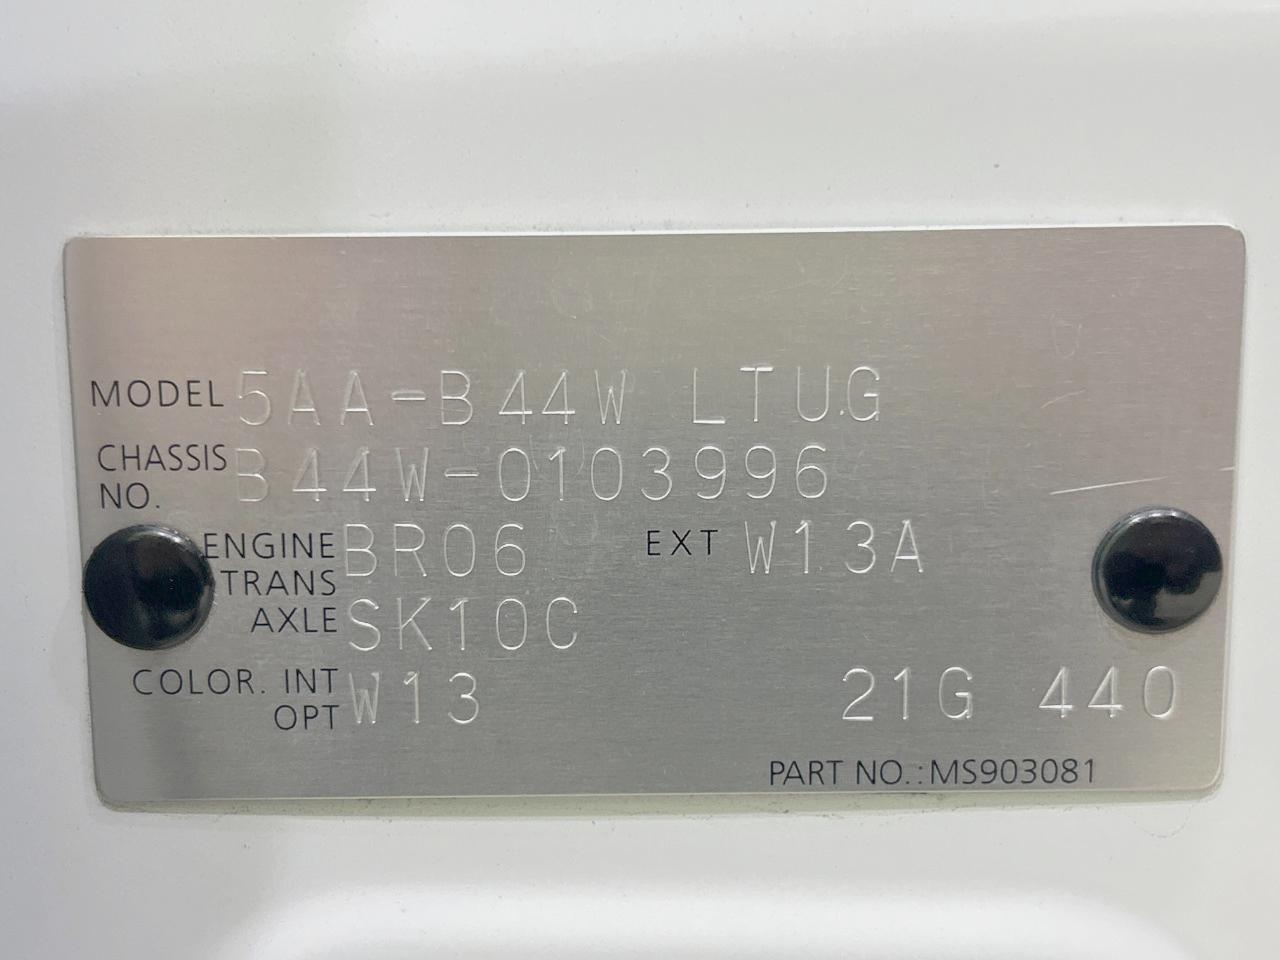 MODEL 5AA-B44W LTUG
CHASSIS NO. B44W-0103996
ENGINE BR06 EXT W13A
TRANS AXLE SK10C
COLOR. INT OPT W13 21G 440
PART NO.:MS903081